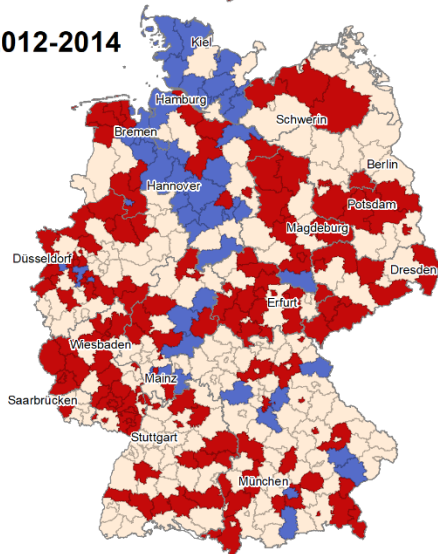 012-2014
Kiel
Hamburg
Schwerin
Bremen
Berlin
Hannover
Potsdam
Magdeburg
Düsseldorf
Dresden
Erfurt
Wiesbaden
Mainz
Saarbrücken
Stuttgart
München